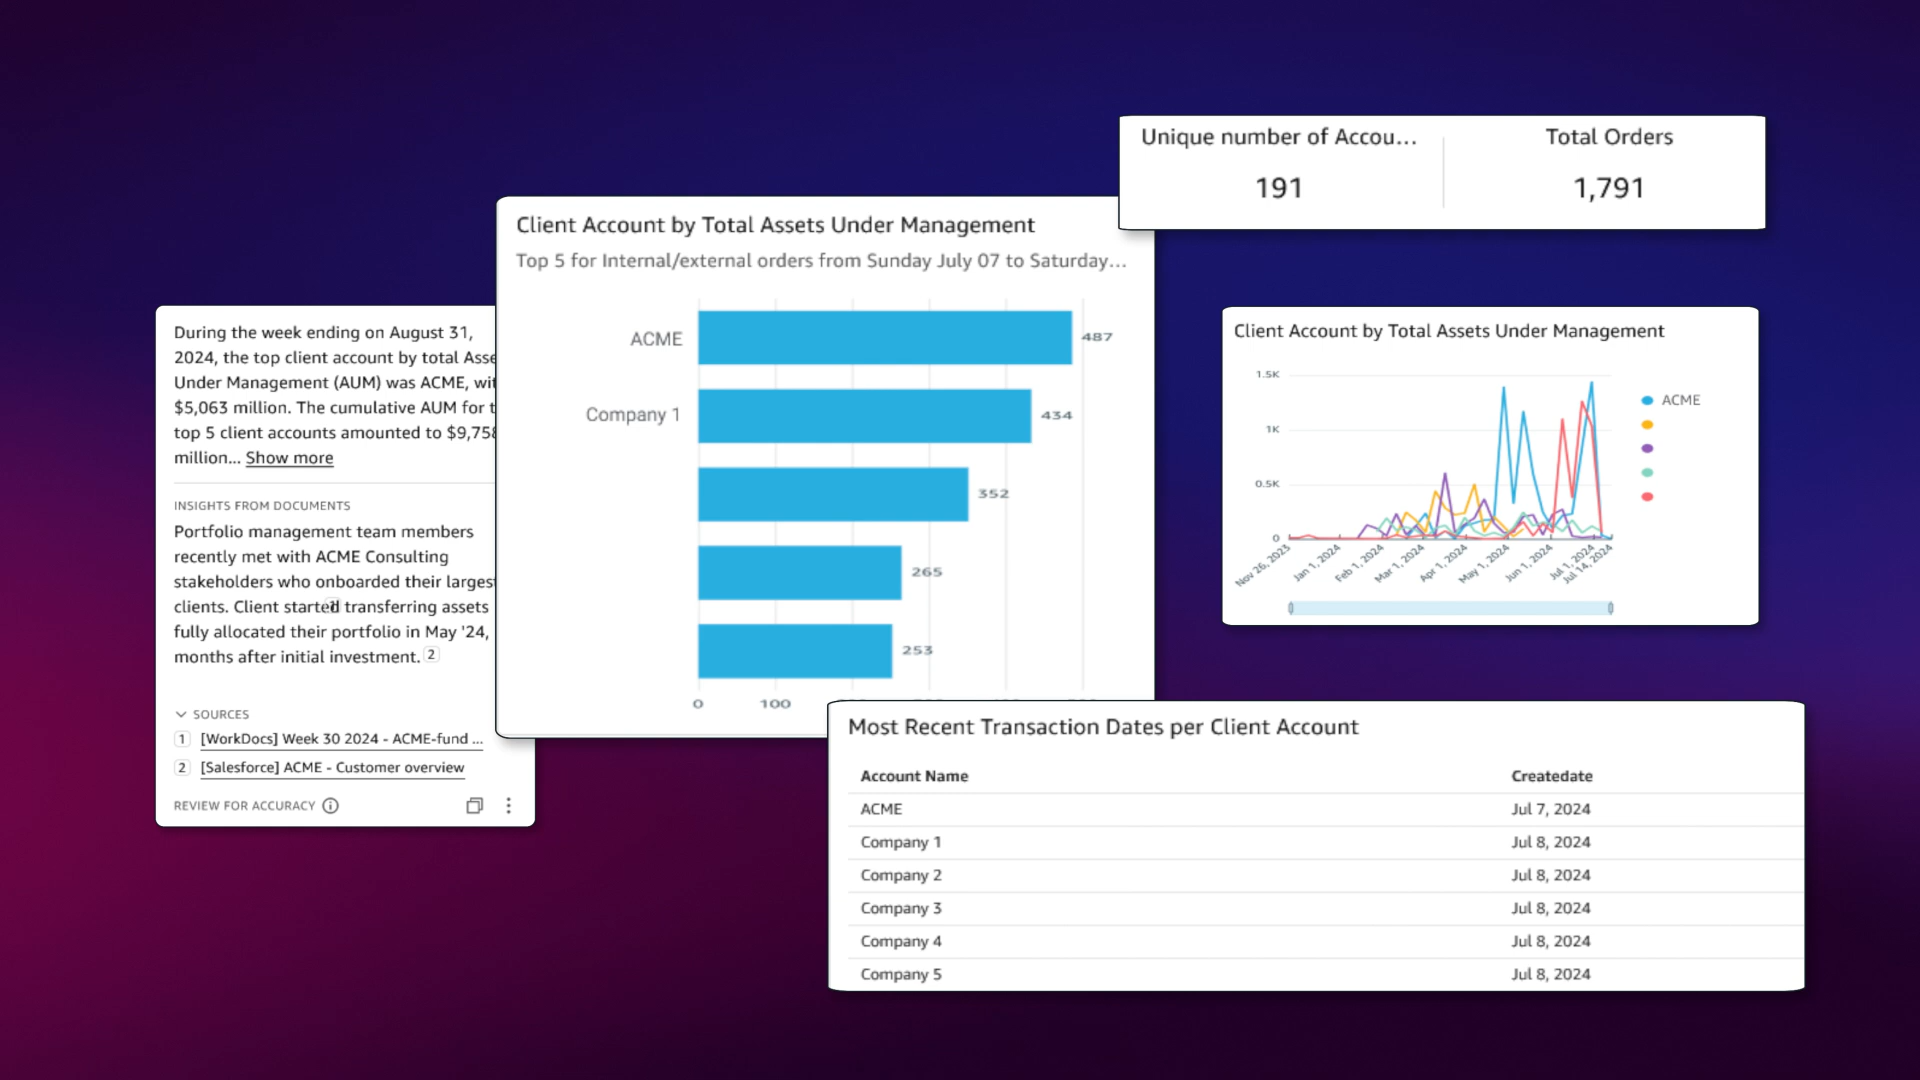 Unique number of Accou...
191
Total Orders
1,791
Client Account by Total Assets Under Management
Top 5 for Internal/external orders from Sunday July 07 to Saturday...
ACME
487
Company 1
434
352
265
253
0
100
During the week ending on August 31,
2024, the top client account by total Asse
Under Management (AUM) was ACME, wit
$5,063 million. The cumulative AUM for t
top 5 client accounts amounted to $9,758
million... Show more
INSIGHTS FROM DOCUMENTS
Portfolio management team members
recently met with ACME Consulting
stakeholders who onboarded their largest
clients. Client started transferring assets
fully allocated their portfolio in May '24,
months after initial investment. 2
SOURCES
1 [WorkDocs] Week 30 2024 - ACME-fund ...
2 [Salesforce] ACME - Customer overview
REVIEW FOR ACCURACY
Client Account by Total Assets Under Management
1.5K
1K
0.5K
0
Nov 26, 2023
Jan 1, 2024
Feb 1, 2024
Mar 1, 2024
Apr 1, 2024
May 1, 2024
Jun 1, 2024
Jul 1, 2024
Jul 14, 2024
ACME
Most Recent Transaction Dates per Client Account
Account Name Createdate
ACME Jul 7, 2024
Company 1 Jul 8, 2024
Company 2 Jul 8, 2024
Company 3 Jul 8, 2024
Company 4 Jul 8, 2024
Company 5 Jul 8, 2024